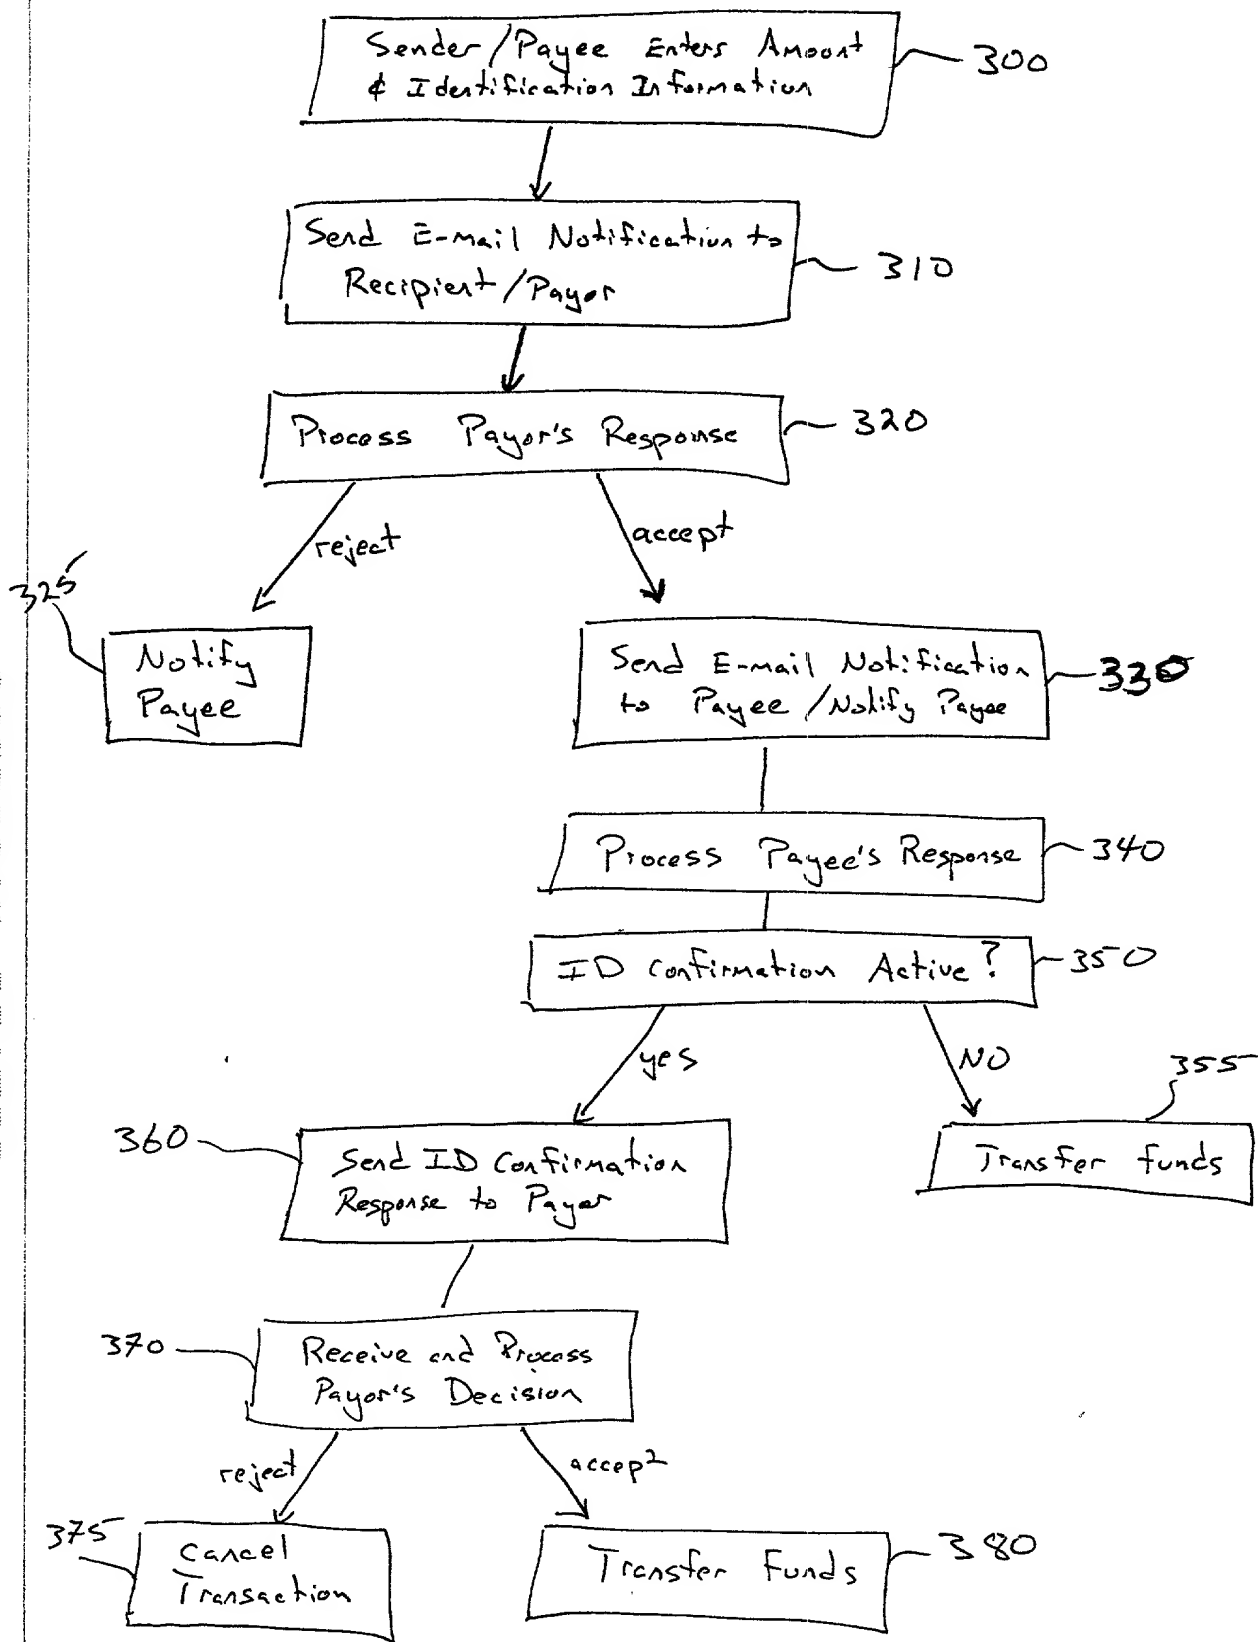 Sender/Payee Enters Amount
& Identification Information
300
Send E-mail Notification to
Recipient/Payor
310
Process Payor's Response
320
reject
accept
325
Notify
Payee
Send E-mail Notification
to Payee/Notify Payee
330
Process Payee's Response
340
ID Confirmation Active?
350
yes
NO
355
Transfer funds
360
Send ID Confirmation
Response to Payor
370
Receive and Process
Payor's Decision
reject
accept
375
Cancel
Transaction
Transfer Funds
380